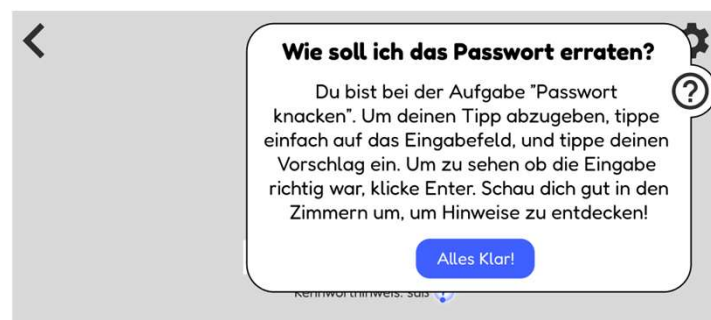 Wie soll ich das Passwort erraten?
Du bist bei der Aufgabe "Passwort
knacken". Um deinen Tipp abzugeben, tippe
einfach auf das Eingabefeld, und tippe deinen
Vorschlag ein. Um zu sehen ob die Eingabe
richtig war, klicke Enter. Schau dich gut in den
Zimmern um, um Hinweise zu entdecken!
Alles Klar!
Kennworthinweis: süß
?